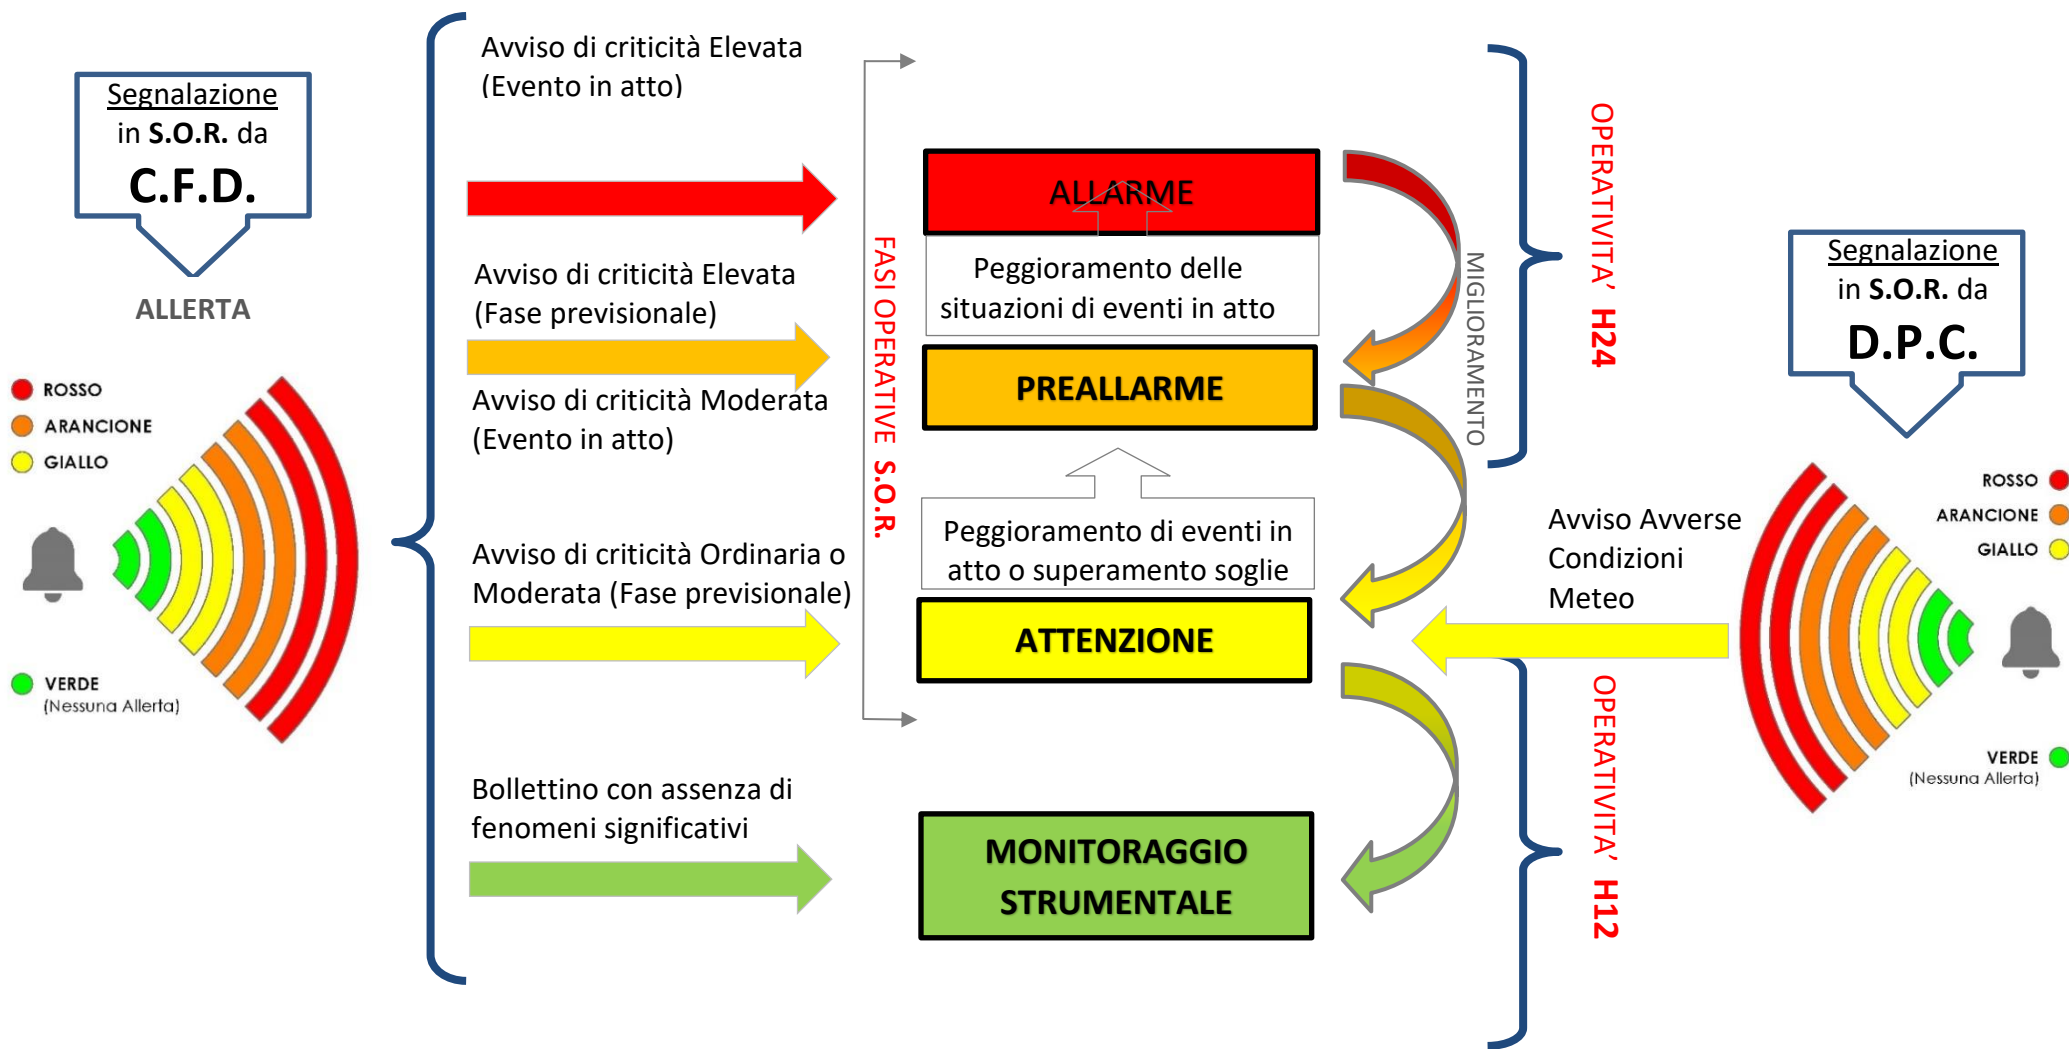 Segnalazione
in S.O.R. da
C.F.D.
ALLERTA
ROSSO
ARANCIONE
GIALLO
VERDE
(Nessuna Allerta)
Avviso di criticità Elevata
(Evento in atto)
Avviso di criticità Elevata
(Fase previsionale)
Avviso di criticità Moderata
(Evento in atto)
Avviso di criticità Ordinaria o
Moderata (Fase previsionale)
Bollettino con assenza di
fenomeni significativi
FASI OPERATIVE S.O.R.
ALLARME
Peggioramento delle
situazioni di eventi in atto
PREALLARME
Peggioramento di eventi in
atto o superamento soglie
ATTENZIONE
MONITORAGGIO
STRUMENTALE
MIGLIORAMENTO
OPERATIVITA’ H24
OPERATIVITA’ H12
Avviso Avverse
Condizioni
Meteo
Segnalazione
in S.O.R. da
D.P.C.
ROSSO
ARANCIONE
GIALLO
VERDE
(Nessuna Allerta)